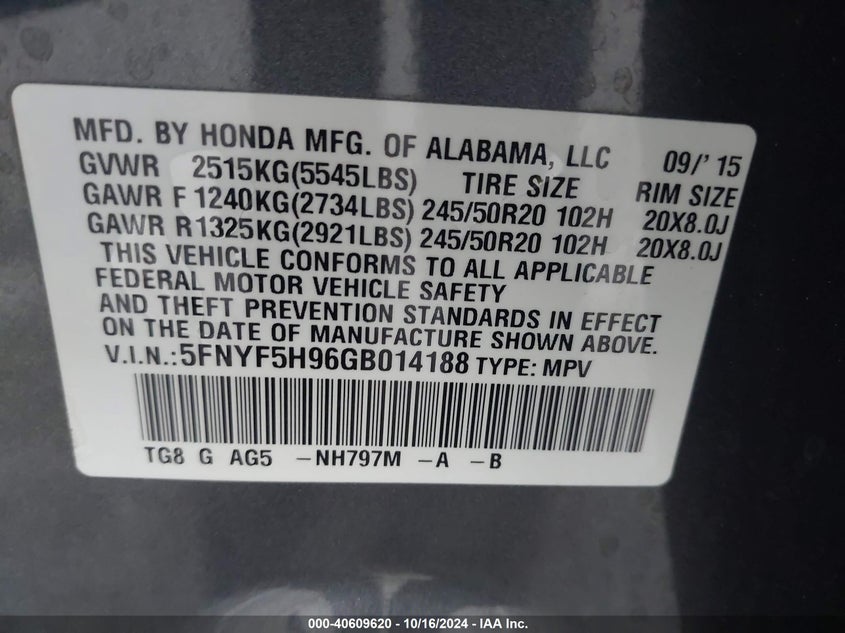 MFD. BY HONDA MFG. OF ALABAMA, LLC 09/' 15
GVWR 2515KG(5545LBS) TIRE SIZE RIM SIZE
GAWR F 1240KG(2734LBS) 245/50R20 102H 20X8.0J
GAWR R1325KG(2921LBS) 245/50R20 102H 20X8.0J
THIS VEHICLE CONFORMS TO ALL APPLICABLE
FEDERAL MOTOR VEHICLE SAFETY
AND THEFT PREVENTION STANDARDS IN EFFECT
ON THE DATE OF MANUFACTURE SHOWN ABOVE.
V.I.N.:5FNYF5H96GB014188 TYPE: MPV
TG8 G AG5 -NH797M -A -B
000-40609620 / 10/16/2024 - IAA Inc.